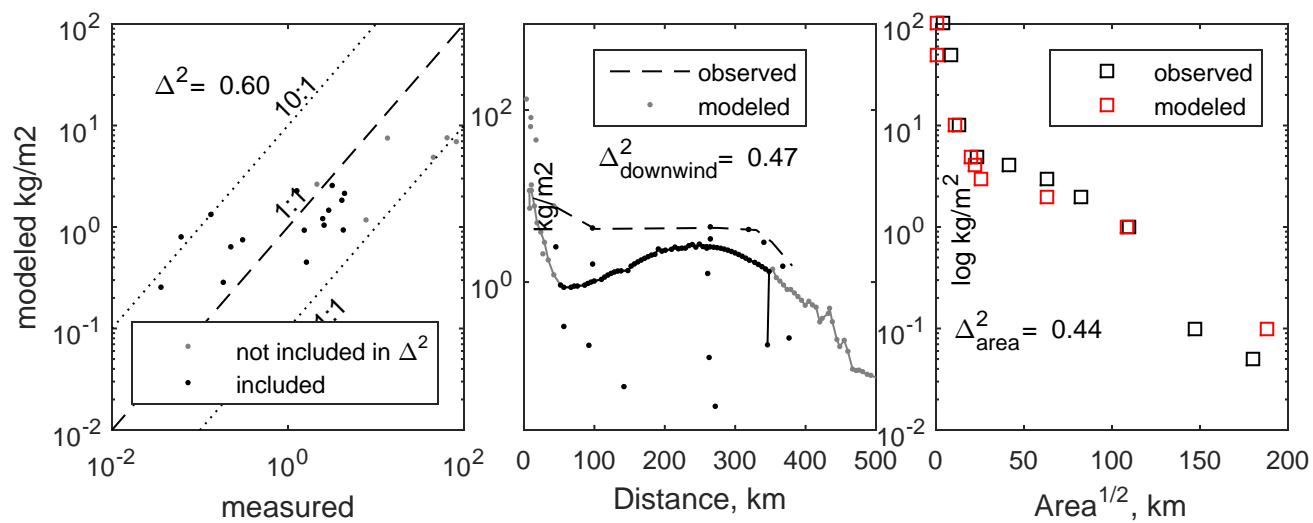 modeled kg/m2
10^2
10^1
10^0
10^-1
10^-2
Δ^2= 0.60
10:1
1:1
not included in Δ^2
included
10^-2
10^0
10^2
measured
10^2
10^0
observed
modeled
Δ^2_downwind= 0.47
kg/m2
0 100 200 300 400 500
Distance, km
10^2
10^1
10^0
10^-1
10^-2
observed
modeled
log kg/m^2
Δ^2_area= 0.44
0 50 100 150 200
Area^1/2, km